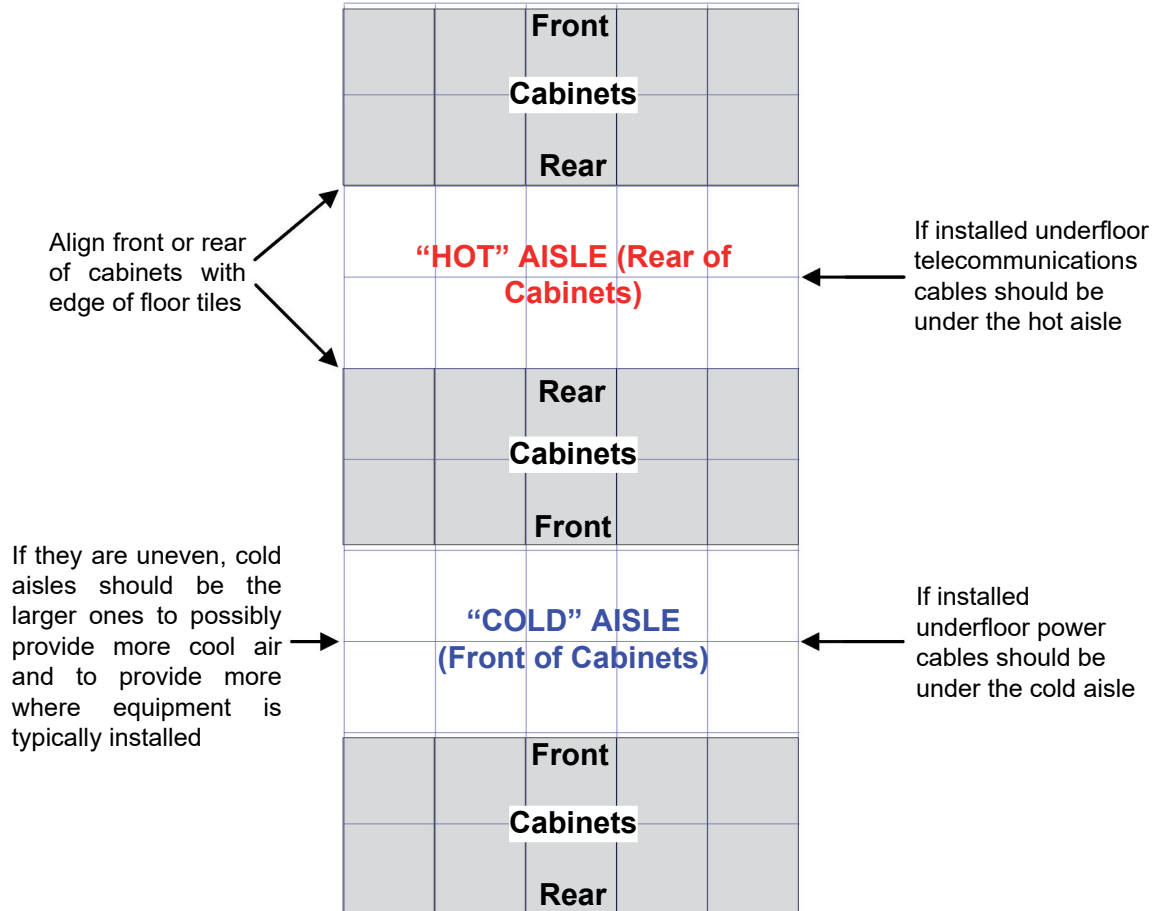 Front
Cabinets
Rear
Align front or rear
of cabinets with
edge of floor tiles
“HOT” AISLE (Rear of
Cabinets)
If installed underfloor
telecommunications
cables should be
under the hot aisle
Rear
Cabinets
Front
If they are uneven, cold
aisles should be the
larger ones to possibly
provide more cool air
and to provide more
where equipment is
typically installed
“COLD” AISLE
(Front of Cabinets)
If installed
underfloor power
cables should be
under the cold aisle
Front
Cabinets
Rear